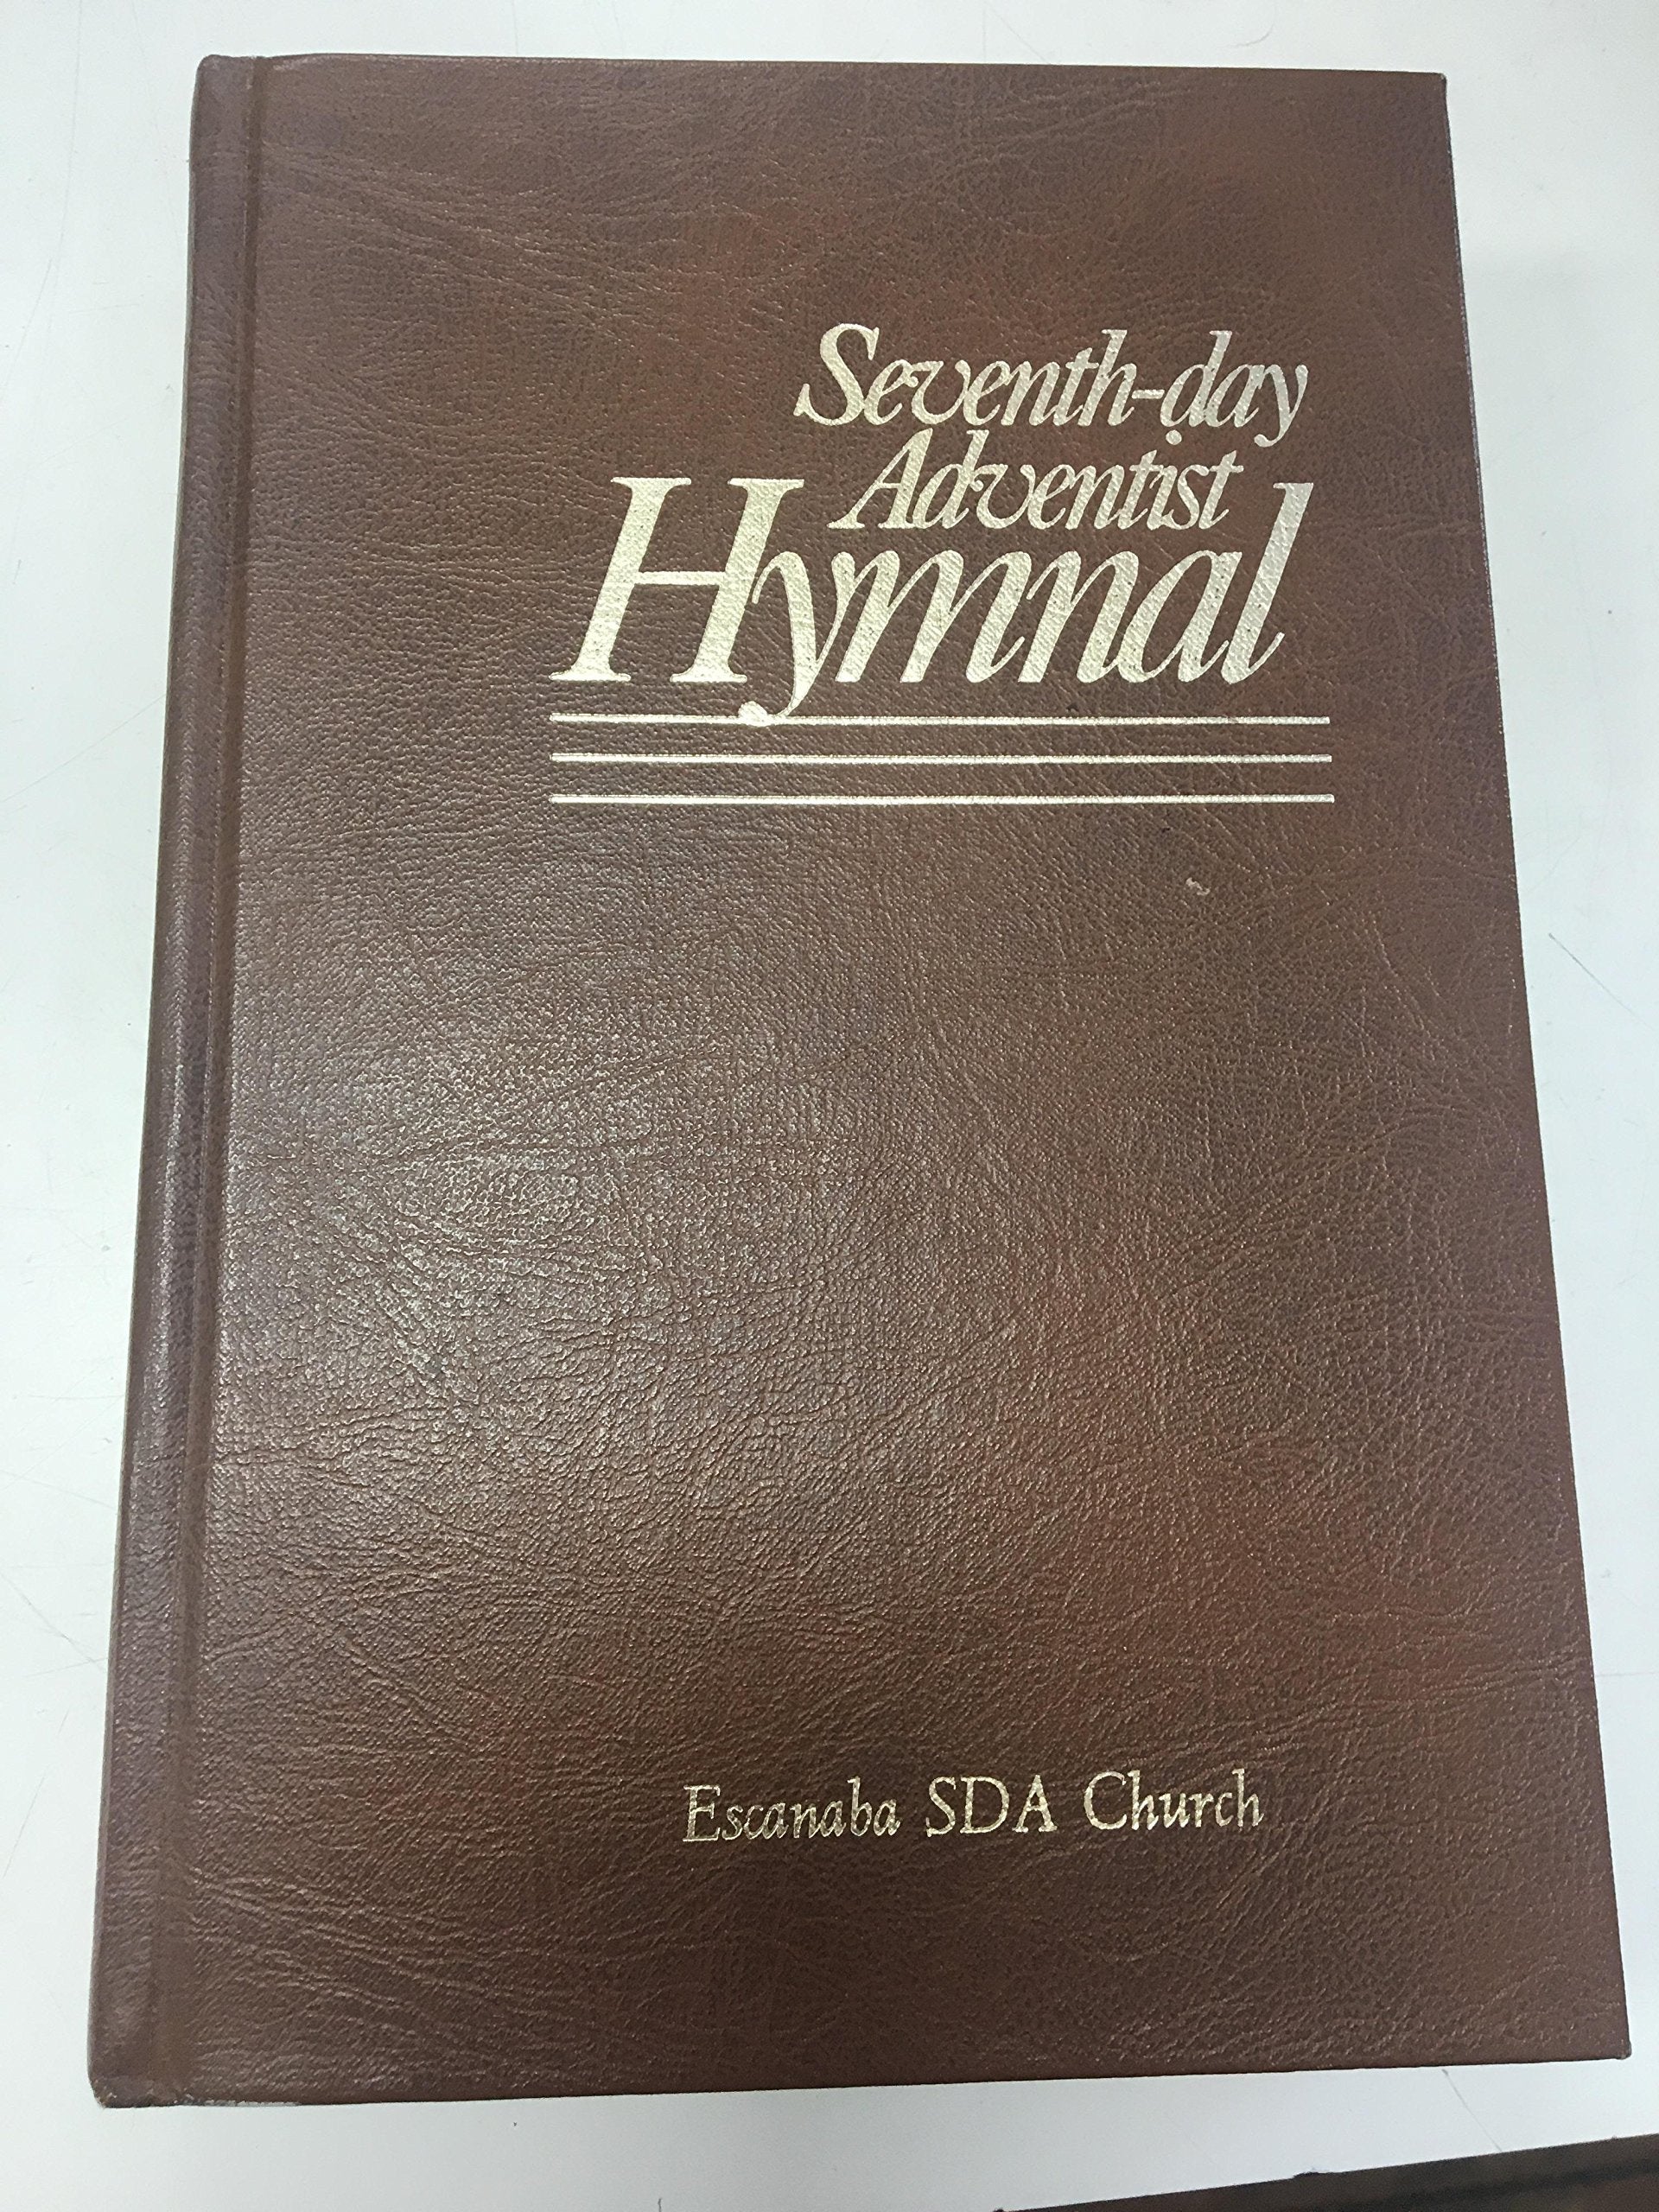 Seventh-day
Adventist
Hymnal
Escanaba SDA Church